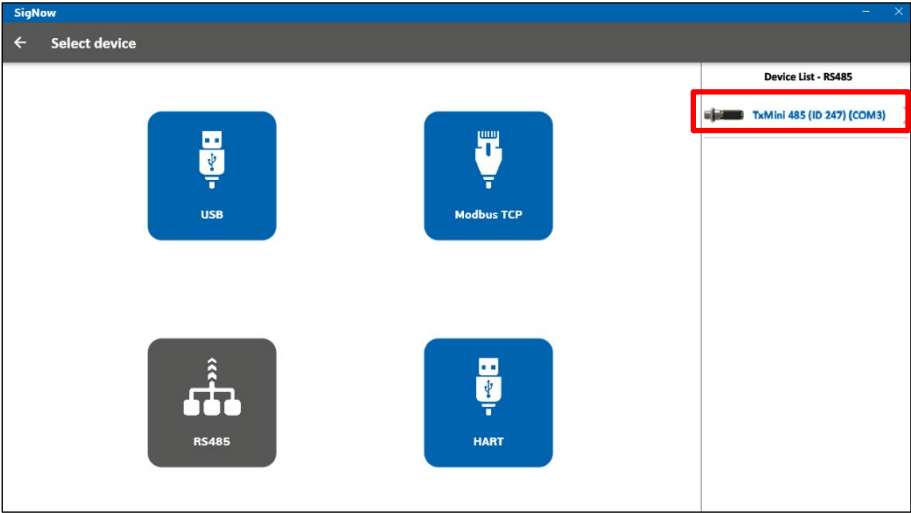 SigNow
Select device
Device List - RS485
TxMini 485 (ID 247) (COM3)
USB
Modbus TCP
RS485
HART